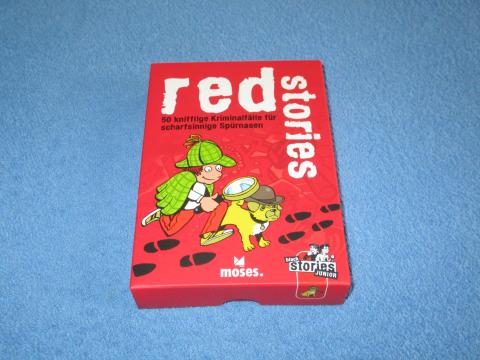 red
stories
50 knifflige Kriminalfälle für
scharfsinnige Spürnasen
moses.
black
stories
JUNIOR